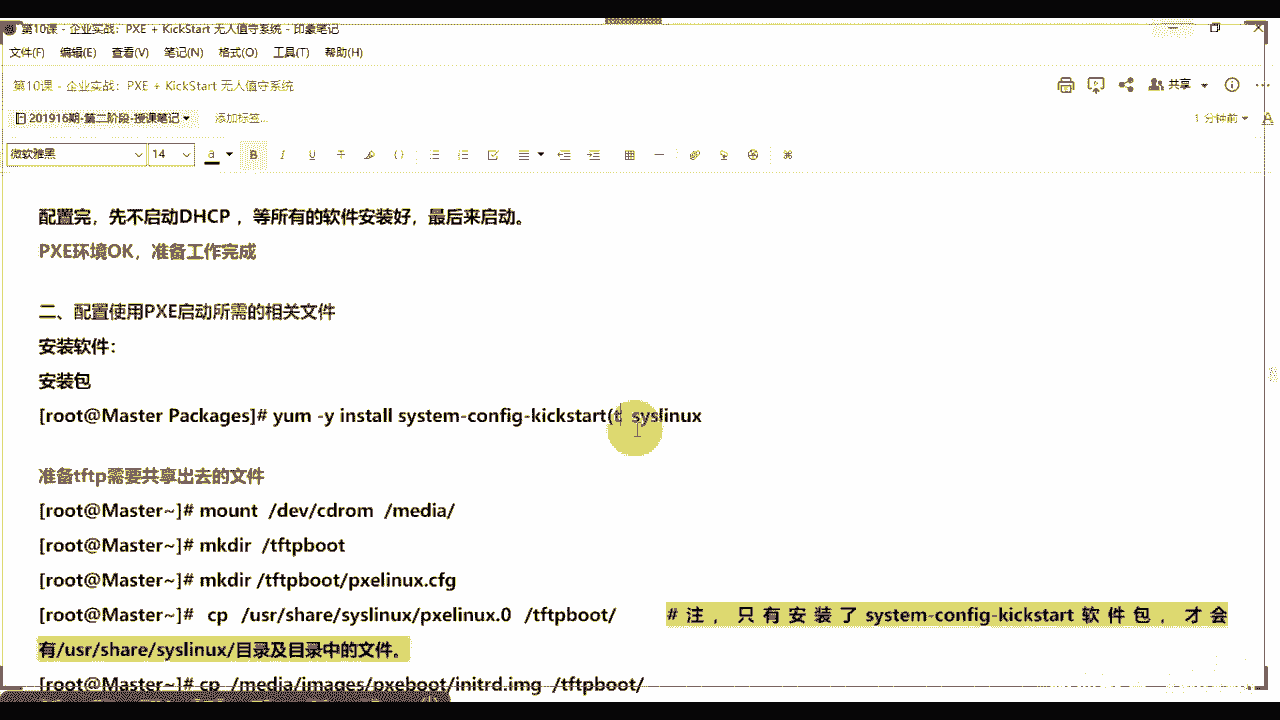 第10课 - 企业实战：PXE + KickStart 无人值守系统 - 印象笔记
文件(F) 编辑(E) 查看(V) 笔记(N) 格式(O) 工具(T) 帮助(H)
第10课 - 企业实战：PXE + KickStart 无人值守系统
共享
201916期-第二阶段-授课笔记 添加标签...
1 分钟前
微软雅黑 14
配置完，先不启动DHCP ，等所有的软件安装好，最后来启动。
PXE环境OK，准备工作完成
二、配置使用PXE启动所需的相关文件
安装软件：
安装包
[root@Master Packages]# yum -y install system-config-kickstart(t syslinux
准备tftp需要共享出去的文件
[root@Master~]# mount /dev/cdrom /media/
[root@Master~]# mkdir /tftpboot
[root@Master~]# mkdir /tftpboot/pxelinux.cfg
[root@Master~]# cp /usr/share/syslinux/pxelinux.0 /tftpboot/ #注，只有安装了system-config-kickstart软件包，才会
有/usr/share/syslinux/目录及目录中的文件。
[root@Master~]# cp /media/images/pxeboot/initrd.img /tftpboot/